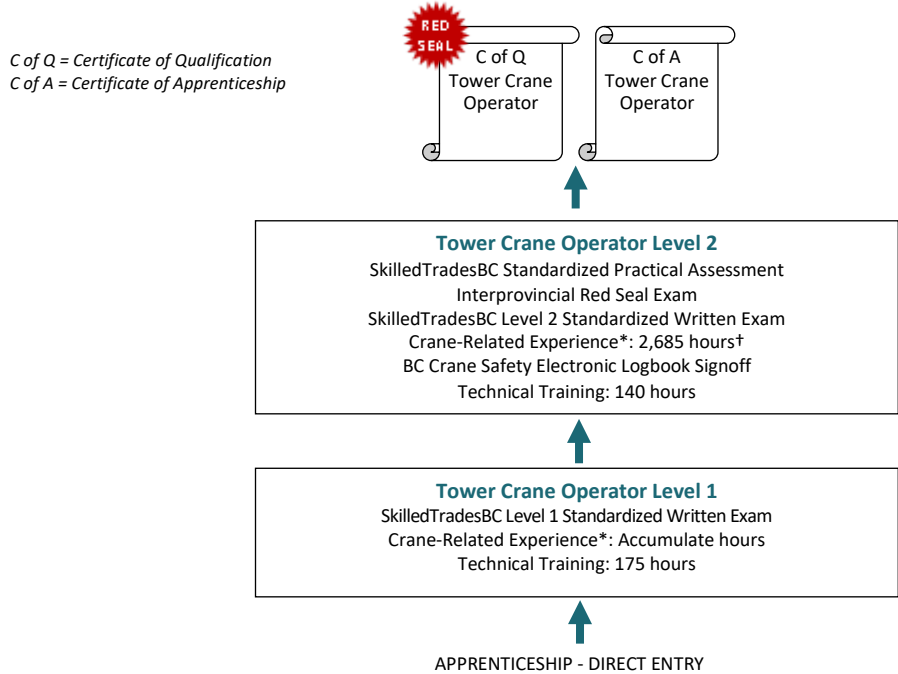 C of Q = Certificate of Qualification
C of A = Certificate of Apprenticeship
RED
SEAL
C of Q
Tower Crane
Operator
C of A
Tower Crane
Operator
Tower Crane Operator Level 2
SkilledTradesBC Standardized Practical Assessment
Interprovincial Red Seal Exam
SkilledTradesBC Level 2 Standardized Written Exam
Crane-Related Experience*: 2,685 hours†
BC Crane Safety Electronic Logbook Signoff
Technical Training: 140 hours
Tower Crane Operator Level 1
SkilledTradesBC Level 1 Standardized Written Exam
Crane-Related Experience*: Accumulate hours
Technical Training: 175 hours
APPRENTICESHIP - DIRECT ENTRY